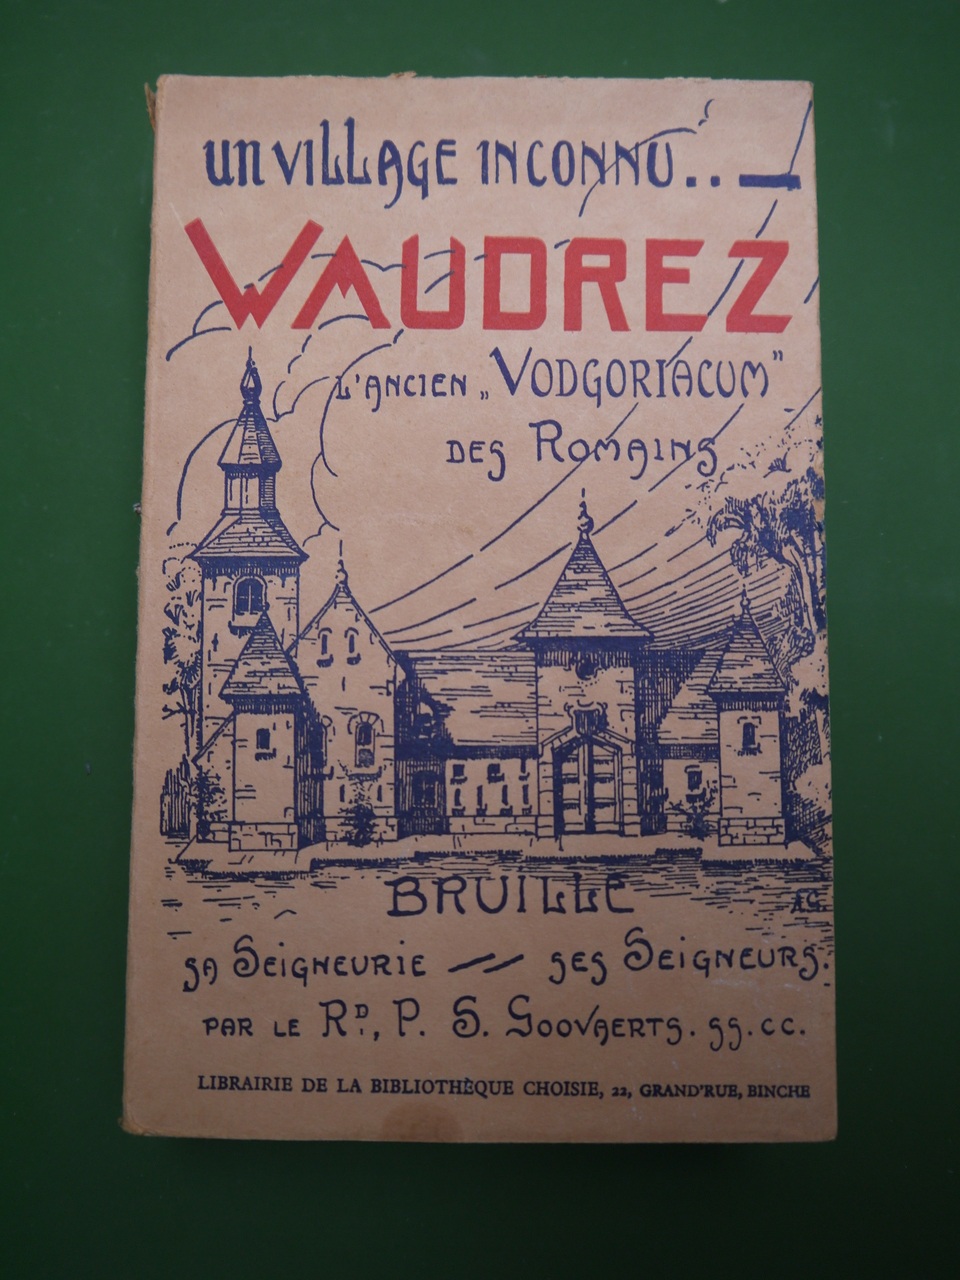 Un village inconnu.. —
WAUDREZ
L'ancien „Vodgoriacum"
des Romains
BRUILLE
A.G.
sa Seigneurie — ses Seigneurs.
par le Rd., P. S. Goovaerts. ss.cc.
LIBRAIRIE DE LA BIBLIOTHÈQUE CHOISIE, 22, GRAND'RUE, BINCHE